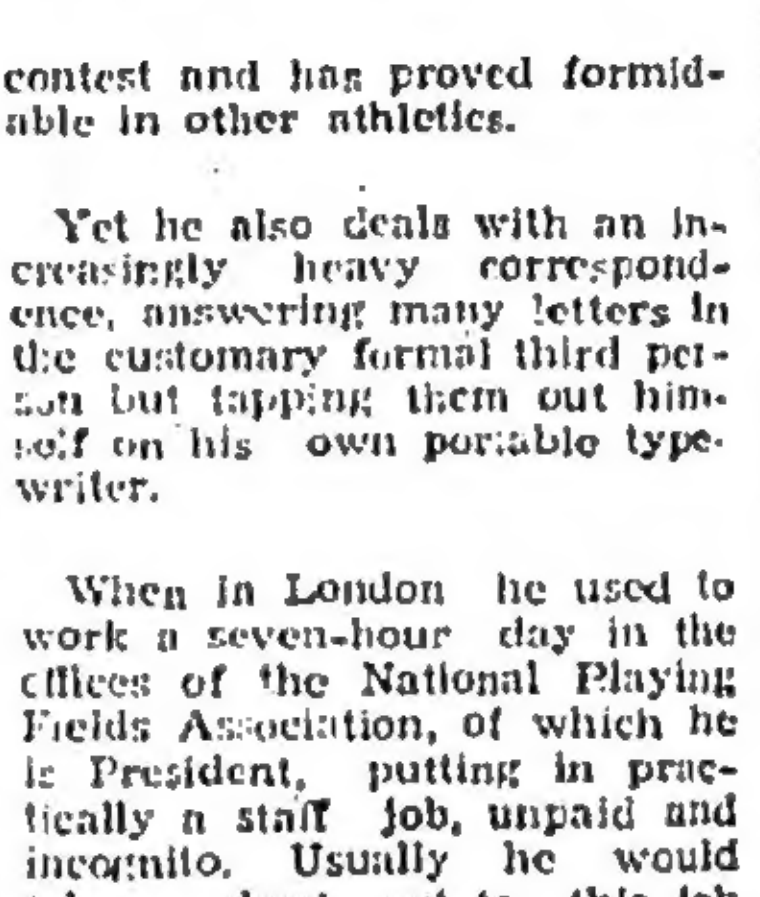 contest and has proved formid-
able in other athletics.
Yet he also deals with an in-
creasingly heavy correspond-
ence, answering many letters in
the customary formal third per-
son but tapping them out him-
self on his own portable type-
writer.
When in London he used to
work a seven-hour day in the
offices of the National Playing
Fields Association, of which he
is President, putting in prac-
tically a staff job, unpaid and
incognito. Usually he would
this job